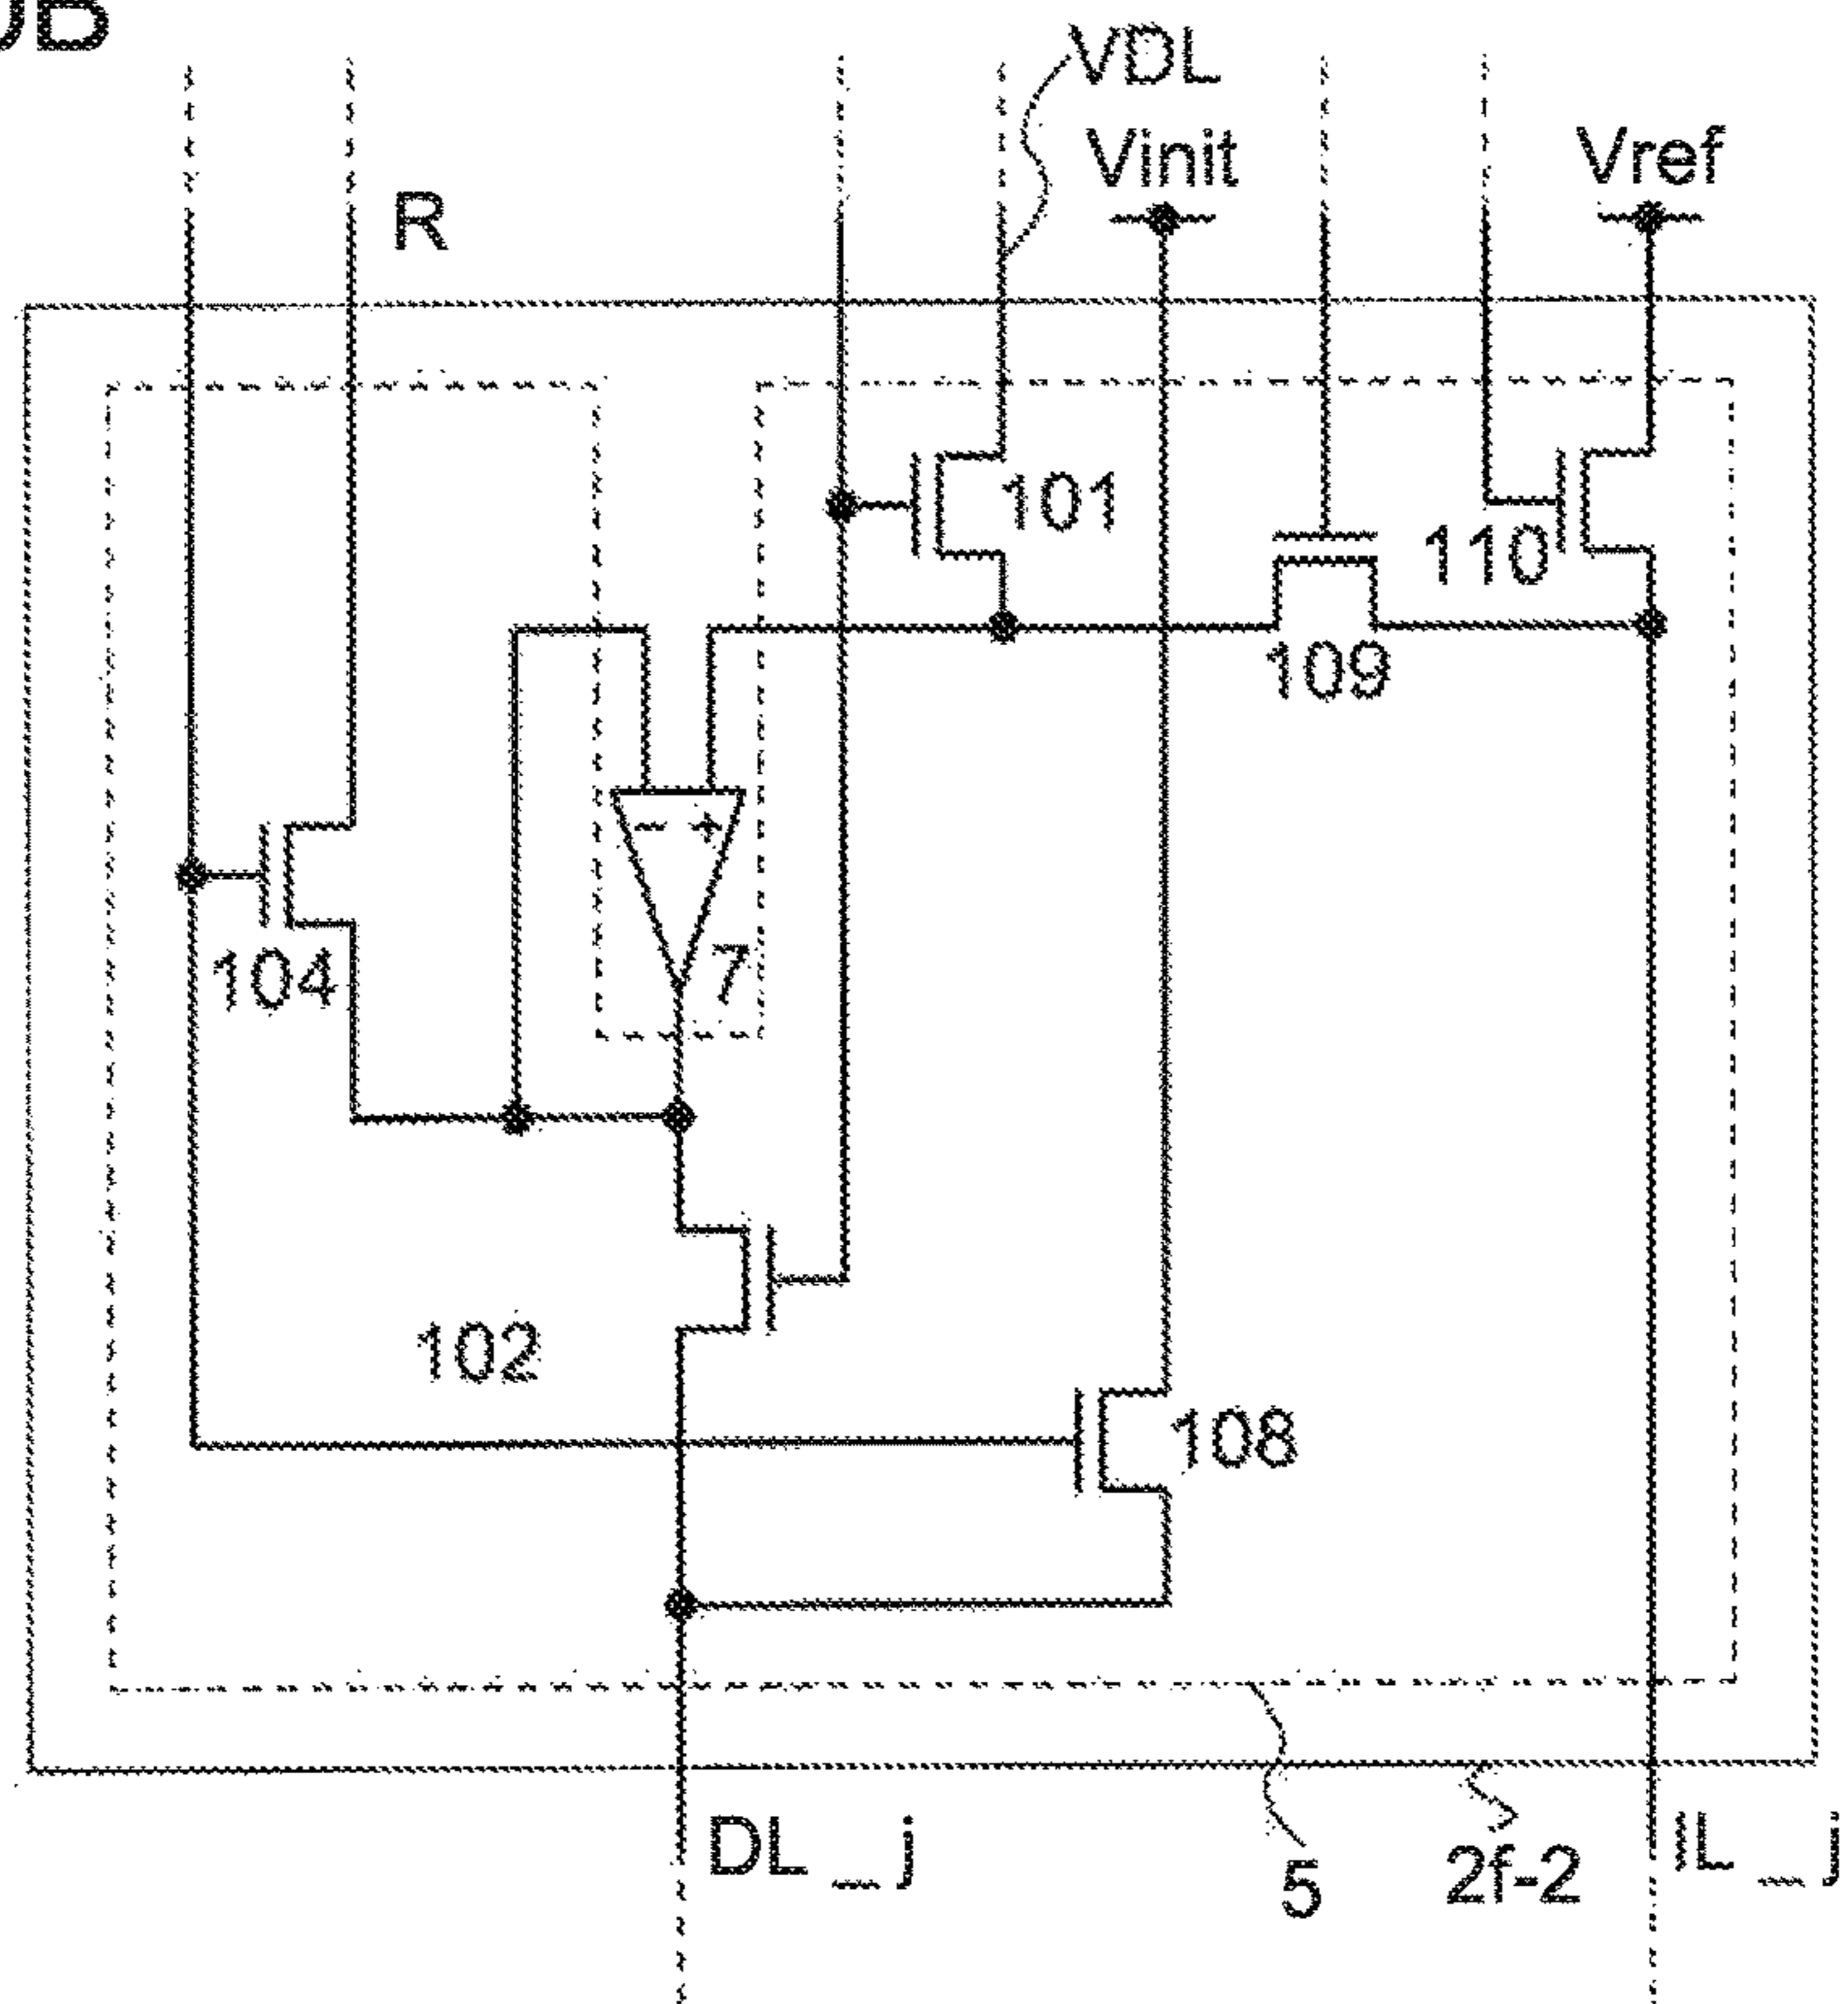 VDL
Vinit
Vref
R
101
110
109
- +
7
104
102
108
DL _ j
5
2f-2
IL _ j